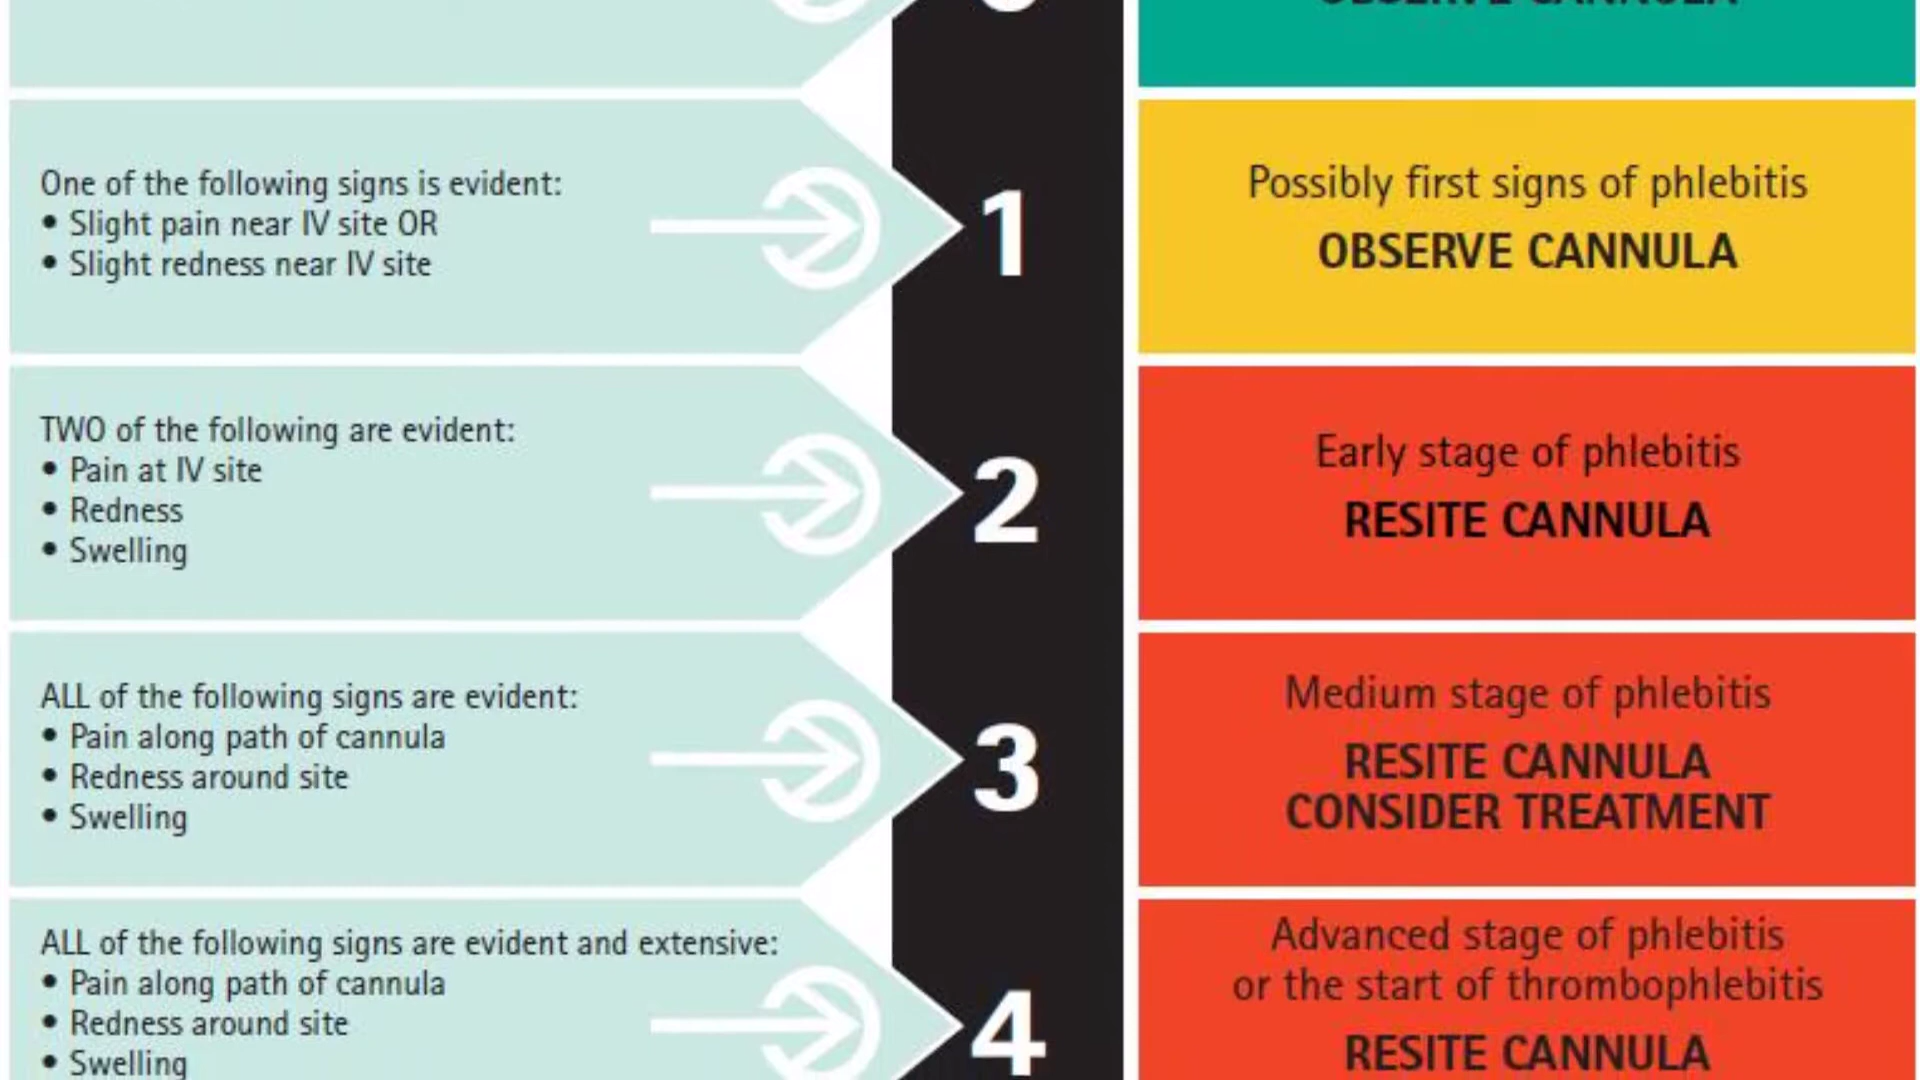 OBSERVE CANNULA
One of the following signs is evident:
• Slight pain near IV site OR
• Slight redness near IV site
1
Possibly first signs of phlebitis
OBSERVE CANNULA
TWO of the following are evident:
• Pain at IV site
• Redness
• Swelling
2
Early stage of phlebitis
RESITE CANNULA
ALL of the following signs are evident:
• Pain along path of cannula
• Redness around site
• Swelling
3
Medium stage of phlebitis
RESITE CANNULA
CONSIDER TREATMENT
ALL of the following signs are evident and extensive:
• Pain along path of cannula
• Redness around site
• Swelling
4
Advanced stage of phlebitis
or the start of thrombophlebitis
RESITE CANNULA